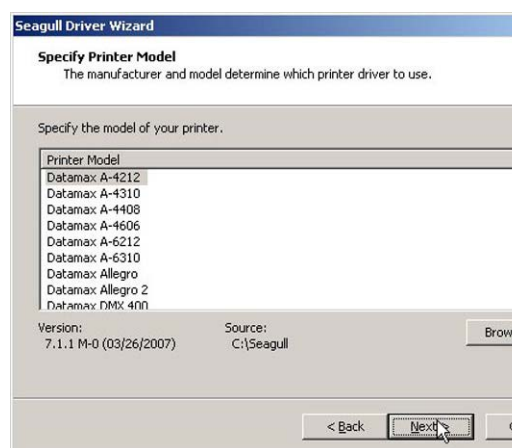 Seagull Driver Wizard
Specify Printer Model
The manufacturer and model determine which printer driver to use.
Specify the model of your printer.
Printer Model
Datamax A-4212
Datamax A-4310
Datamax A-4408
Datamax A-4606
Datamax A-6212
Datamax A-6310
Datamax Allegro
Datamax Allegro 2
Datamax DMX 400
Version: Source:
7.1.1 M-0 (03/26/2007) C:\Seagull
Brow
< Back Next >